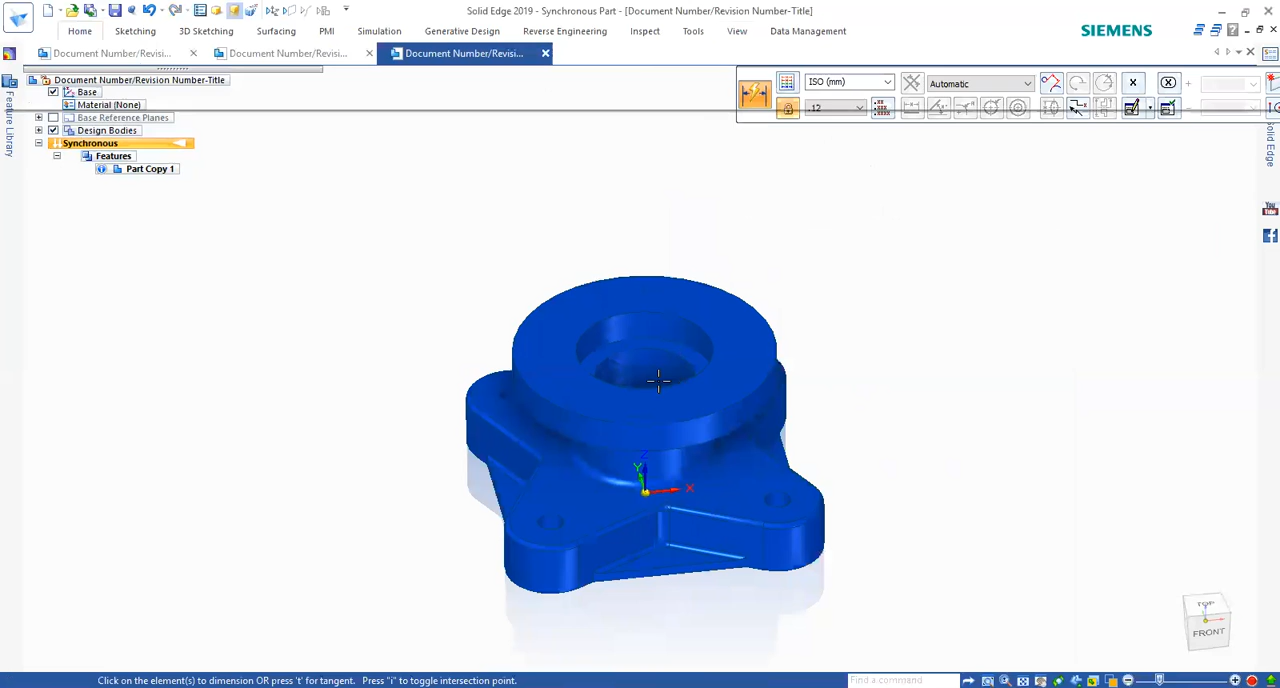 Solid Edge 2019 - Synchronous Part - [Document Number/Revision Number-Title]
Home Sketching 3D Sketching Surfacing PMI Simulation Generative Design Reverse Engineering Inspect Tools View Data Management
SIEMENS
Document Number/Revisi... Document Number/Revisi... Document Number/Revisi...
Document Number/Revision Number-Title
Base
Material (None)
Base Reference Planes
Design Bodies
Synchronous
Features
Part Copy 1
ISO (mm)
Automatic
.12
Feature Library
Solid Edge
You
Tube
Z
Y
X
TOP
FRONT
Click on the element(s) to dimension OR press 't' for tangent. Press "i" to toggle intersection point.
Find a command